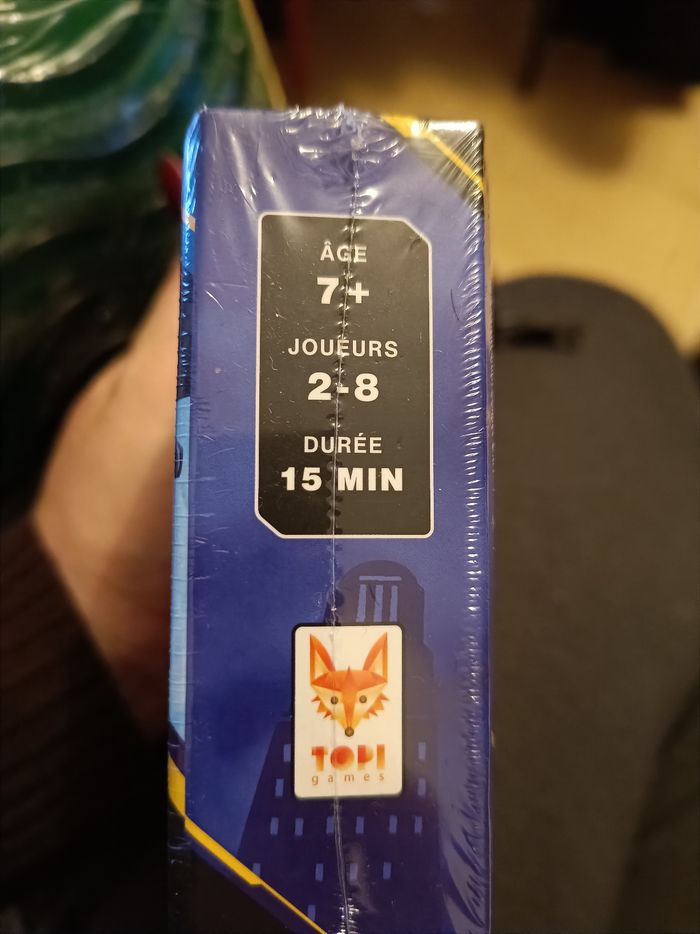 ÂGE
7+
JOUEURS
2-8
DURÉE
15 MIN
TOPI
games